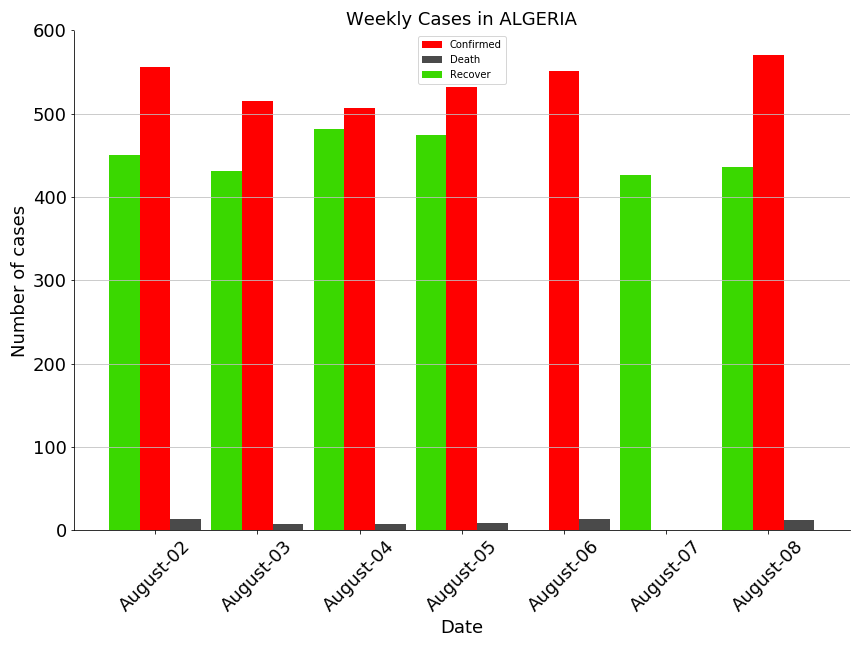 Weekly Cases in ALGERIA
Confirmed
Death
Recover
Number of cases
600
500
400
300
200
100
0
August-02
August-03
August-04
August-05
August-06
August-07
August-08
Date